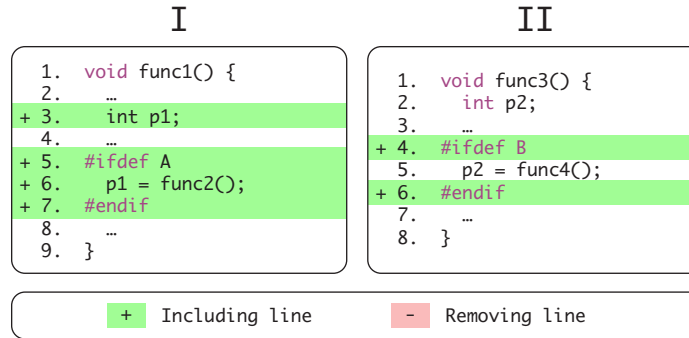 I
1. void func1() {
2. …
+ 3. int p1;
4. …
+ 5. #ifdef A
+ 6. p1 = func2();
+ 7. #endif
8. …
9. }
II
1. void func3() {
2. int p2;
3. …
+ 4. #ifdef B
5. p2 = func4();
+ 6. #endif
7. …
8. }
+ Including line
- Removing line